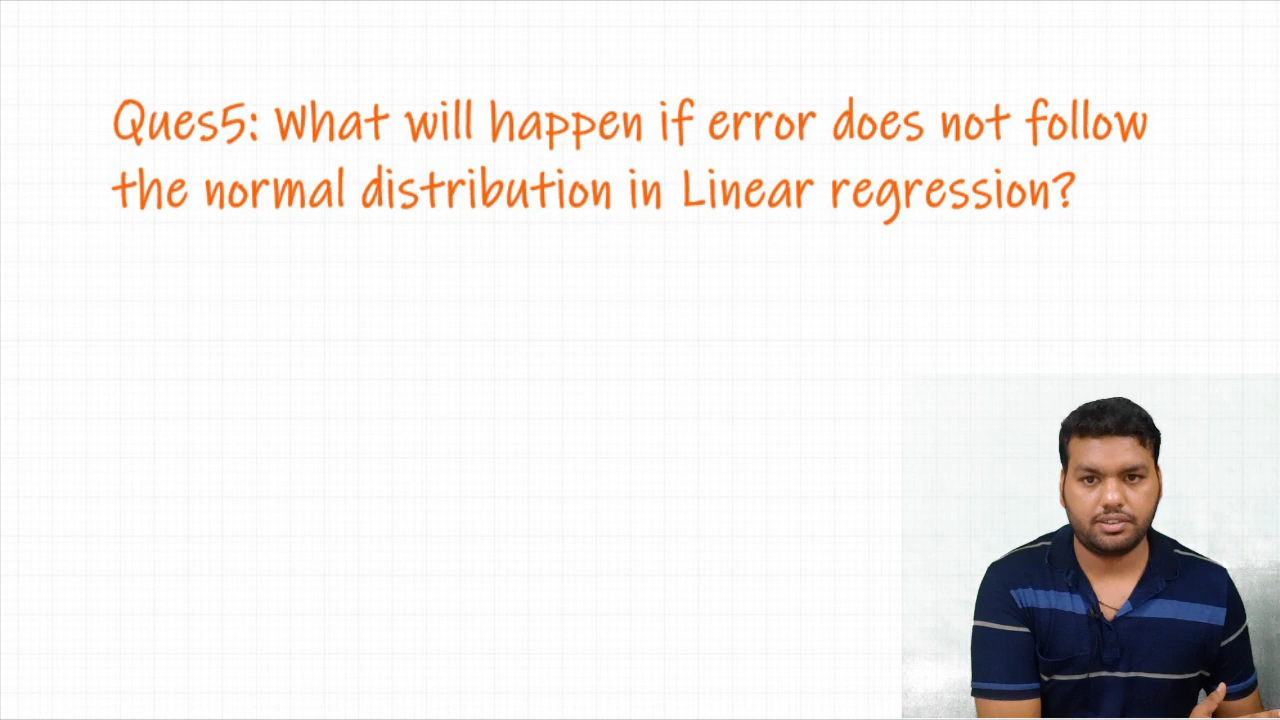 Ques5: What will happen if error does not follow
the normal distribution in Linear regression?